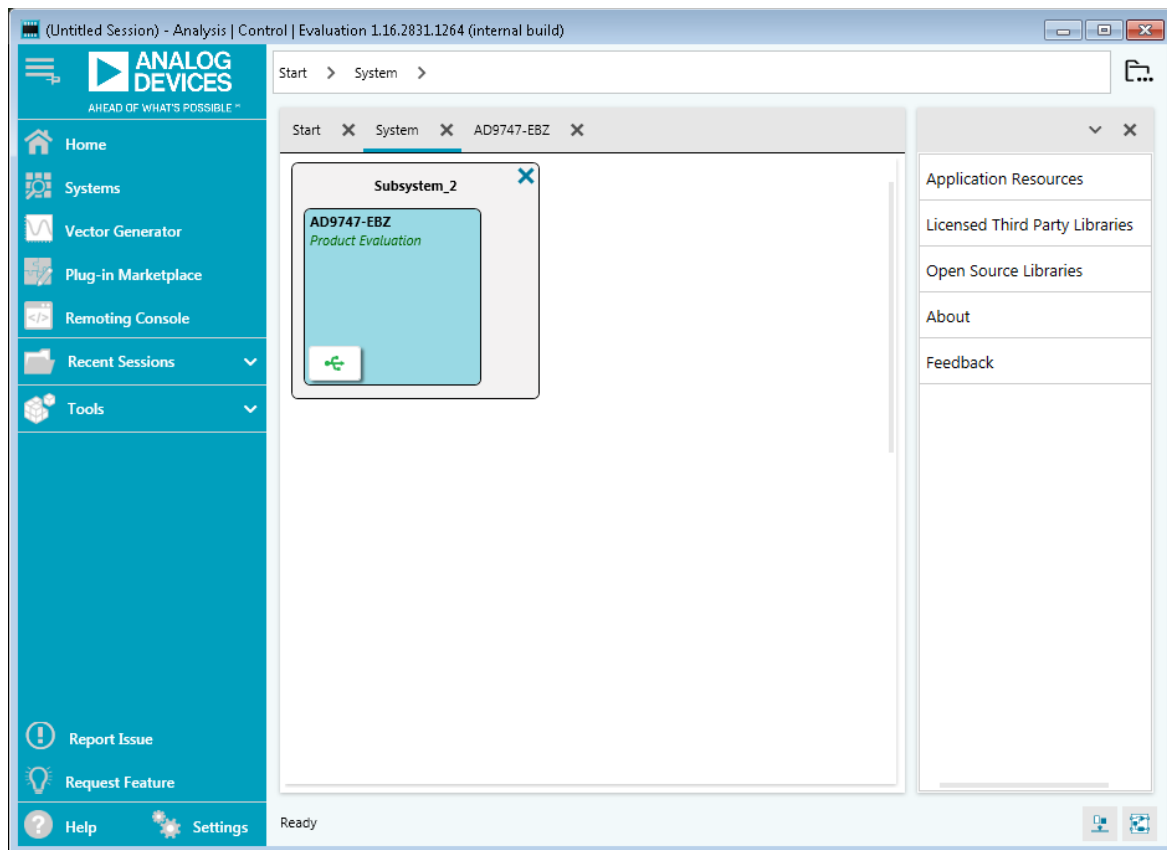 (Untitled Session) - Analysis | Control | Evaluation 1.16.2831.1264 (internal build)
ANALOG
DEVICES
AHEAD OF WHAT'S POSSIBLE™
Start > System >
Home
Systems
Vector Generator
Plug-in Marketplace
Remoting Console
Recent Sessions
Tools
Report Issue
Request Feature
Help Settings
Start System AD9747-EBZ
Subsystem_2
AD9747-EBZ
Product Evaluation
Application Resources
Licensed Third Party Libraries
Open Source Libraries
About
Feedback
Ready